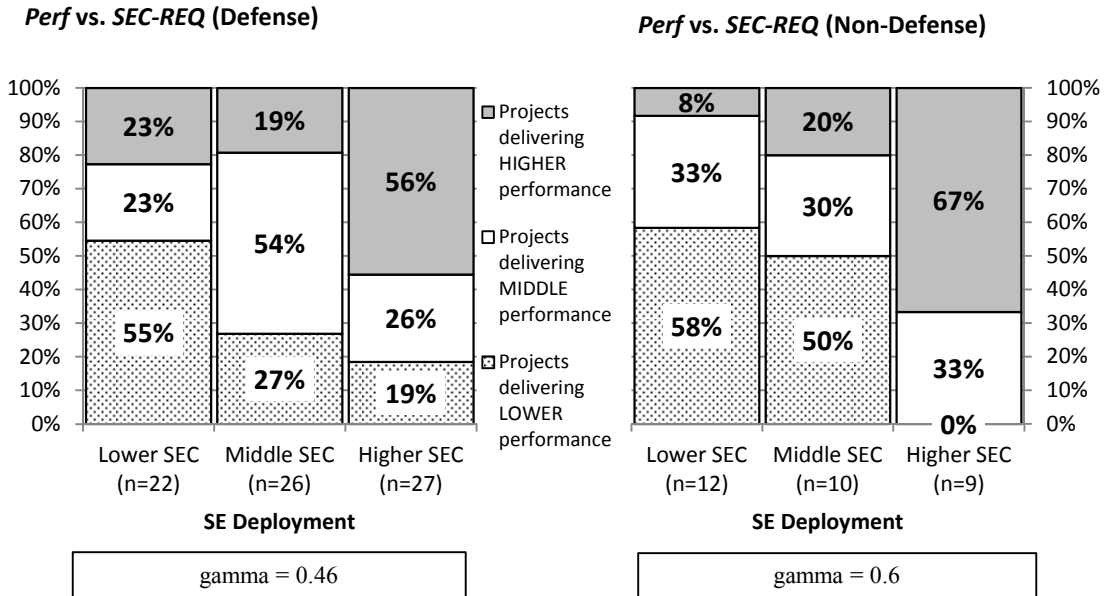 Perf vs. SEC-REQ (Defense)
100%
90%
80%
70%
60%
50%
40%
30%
20%
10%
0%
23%
23%
55%
19%
54%
27%
56%
26%
19%
Lower SEC
(n=22)
Middle SEC
(n=26)
Higher SEC
(n=27)
SE Deployment
gamma = 0.46
Projects
delivering
HIGHER
performance
Projects
delivering
MIDDLE
performance
Projects
delivering
LOWER
performance
Perf vs. SEC-REQ (Non-Defense)
8%
33%
58%
20%
30%
50%
67%
33%
0%
100%
90%
80%
70%
60%
50%
40%
30%
20%
10%
0%
Lower SEC
(n=12)
Middle SEC
(n=10)
Higher SEC
(n=9)
SE Deployment
gamma = 0.6